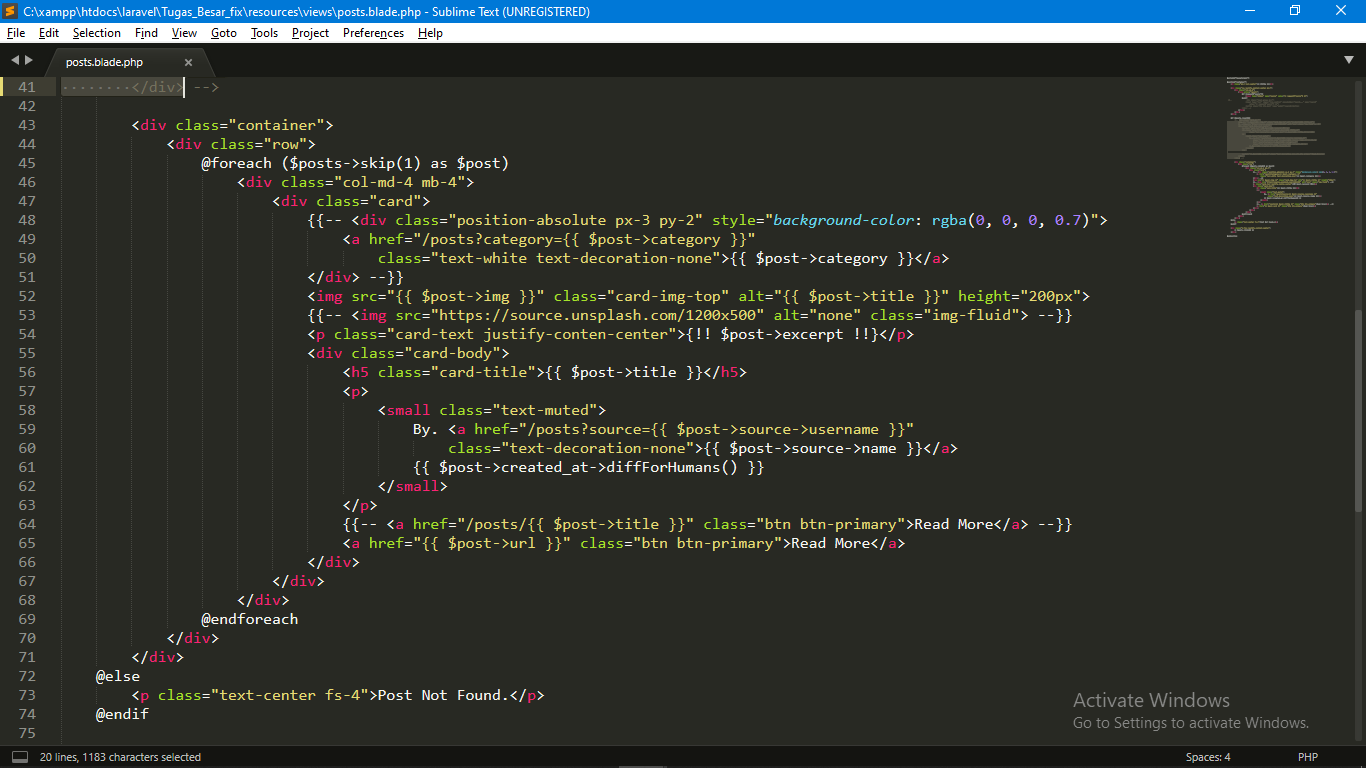 C:\xampp\htdocs\laravel\Tugas_Besar_fix\resources\views\posts.blade.php - Sublime Text (UNREGISTERED)
File Edit Selection Find View Goto Tools Project Preferences Help
posts.blade.php
41 ········</div> -->
42
43 <div class="container">
44 <div class="row">
45 @foreach ($posts->skip(1) as $post)
46 <div class="col-md-4 mb-4">
47 <div class="card">
48 {{-- <div class="position-absolute px-3 py-2" style="background-color: rgba(0, 0, 0, 0.7)">
49 <a href="/posts?category={{ $post->category }}"
50 class="text-white text-decoration-none">{{ $post->category }}</a>
51 </div> --}}
52 <img src="{{ $post->img }}" class="card-img-top" alt="{{ $post->title }}" height="200px">
53 {{-- <img src="https://source.unsplash.com/1200x500" alt="none" class="img-fluid"> --}}
54 <p class="card-text justify-conten-center">{!! $post->excerpt !!}</p>
55 <div class="card-body">
56 <h5 class="card-title">{{ $post->title }}</h5>
57 <p>
58 <small class="text-muted">
59 By. <a href="/posts?source={{ $post->source->username }}"
60 class="text-decoration-none">{{ $post->source->name }}</a>
61 {{ $post->created_at->diffForHumans() }}
62 </small>
63 </p>
64 {{-- <a href="/posts/{{ $post->title }}" class="btn btn-primary">Read More</a> --}}
65 <a href="{{ $post->url }}" class="btn btn-primary">Read More</a>
66 </div>
67 </div>
68 </div>
69 @endforeach
70 </div>
71 </div>
72 @else
73 <p class="text-center fs-4">Post Not Found.</p>
74 @endif
75
Activate Windows
Go to Settings to activate Windows.
20 lines, 1183 characters selected
Spaces: 4 PHP